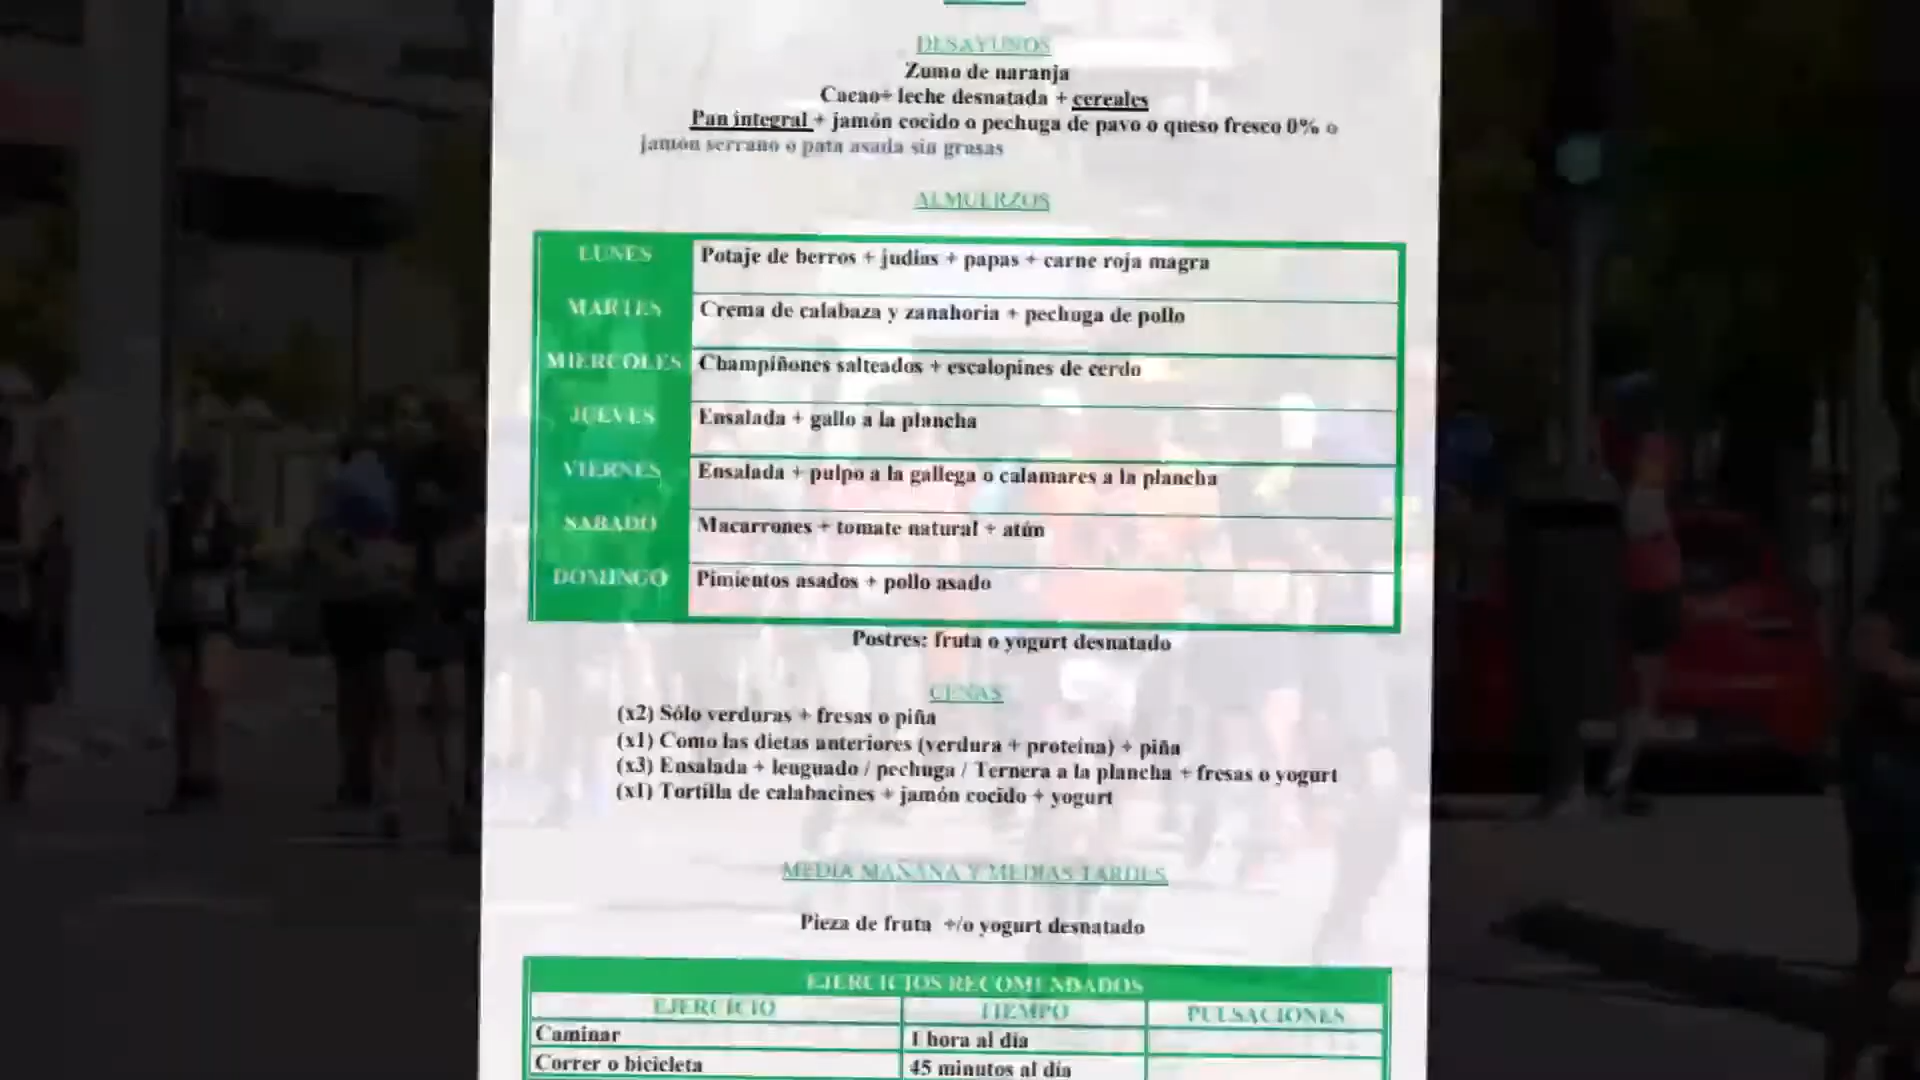 DESAYUNOS
Zumo de naranja
Cacao+ leche desnatada + cereales
Pan integral + jamón cocido o pechuga de pavo o queso fresco 0% o
jamón serrano o pata asada sin grasas
ALMUERZOS
LUNES Potaje de berros + judías + papas + carne roja magra
MARTES Crema de calabaza y zanahoria + pechuga de pollo
MIERCOLES Champiñones salteados + escalopines de cerdo
JUEVES Ensalada + gallo a la plancha
VIERNES Ensalada + pulpo a la gallega o calamares a la plancha
SABADO Macarrones + tomate natural + atún
DOMINGO Pimientos asados + pollo asado
Postres: fruta o yogurt desnatado
CENAS
(x2) Sólo verduras + fresas o piña
(x1) Como las dietas anteriores (verdura + proteína) + piña
(x3) Ensalada + lenguado / pechuga / Ternera a la plancha + fresas o yogurt
(x1) Tortilla de calabacines + jamón cocido + yogurt
MEDIA MAÑANA Y MEDIAS TARDES
Pieza de fruta +/o yogurt desnatado
EJERCICIOS RECOMENDADOS
EJERCICIO TIEMPO PULSACIONES
Caminar 1 hora al día
Correr o bicicleta 45 minutos al día